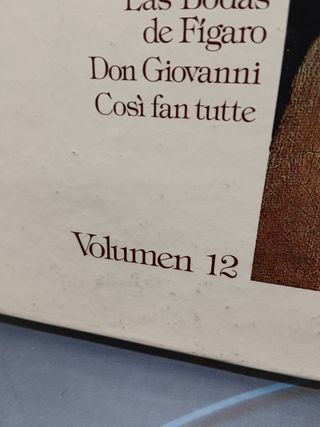 Las Bodas
de Fígaro
Don Giovanni
Così fan tutte
Volumen 12